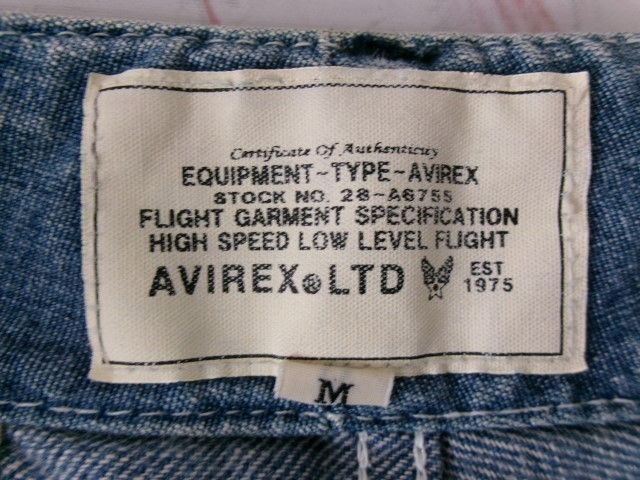 Certificate Of Authenticity
EQUIPMENT-TYPE-AVIREX
STOCK NO. 28-A6755
FLIGHT GARMENT SPECIFICATION
HIGH SPEED LOW LEVEL FLIGHT
AVIREX® LTD EST 1975
M